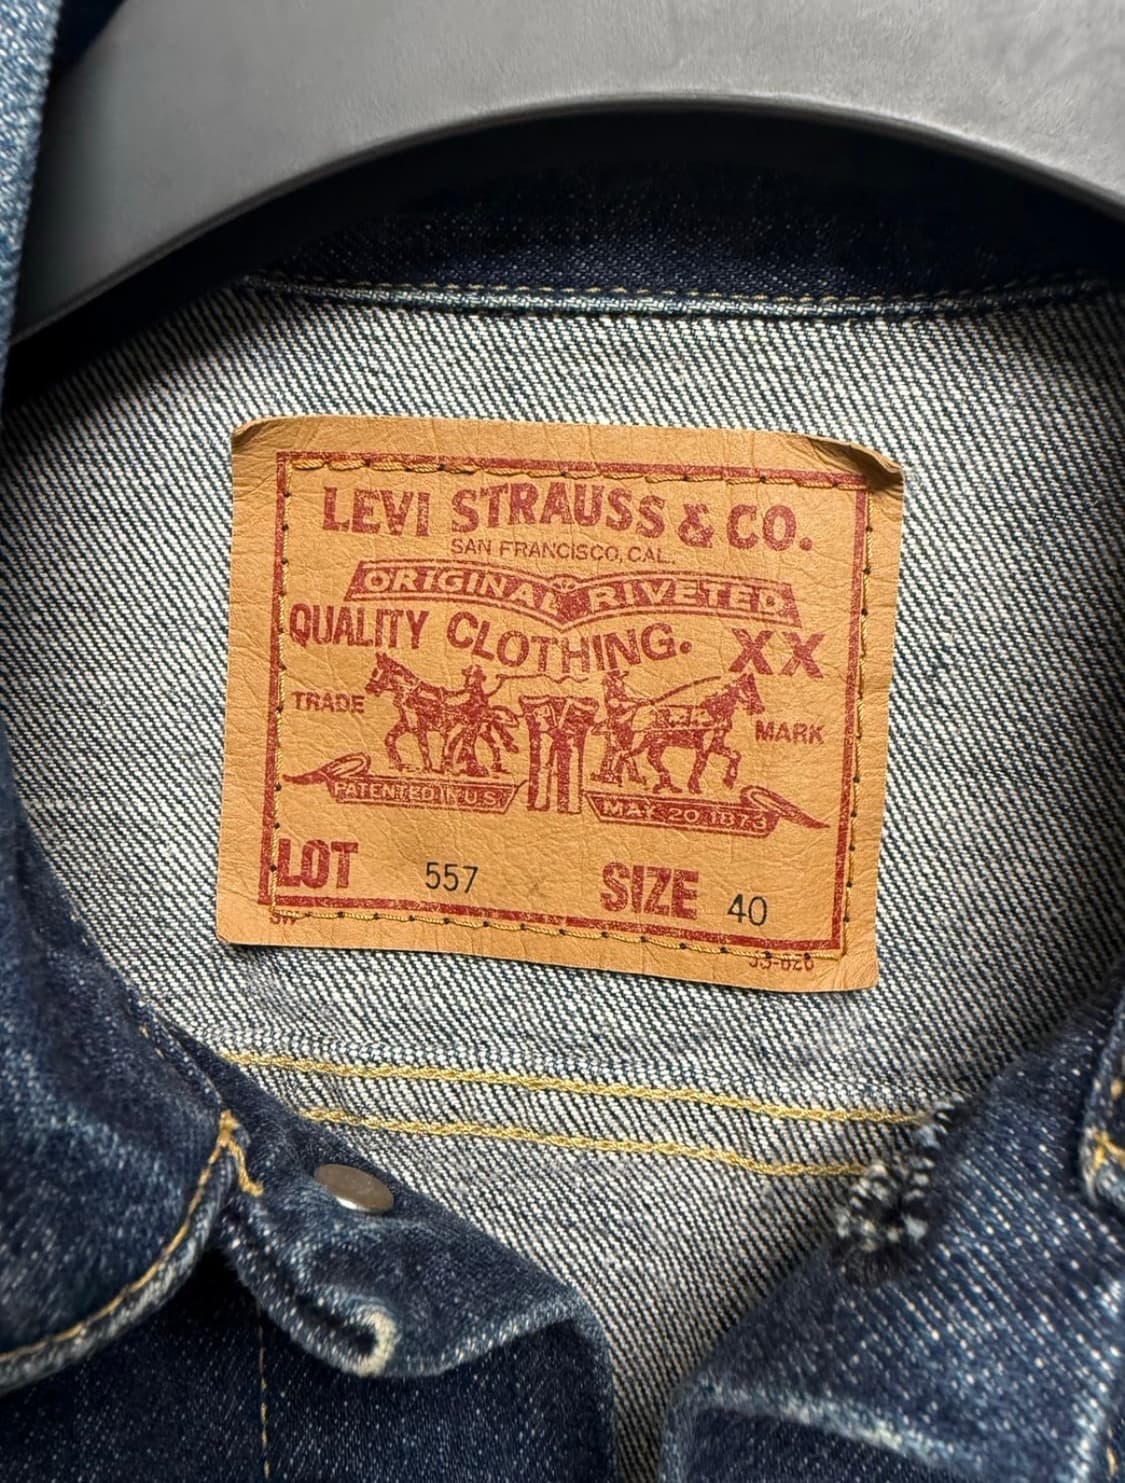 LEVI STRAUSS & CO.
SAN FRANCISCO, CAL.
ORIGINAL RIVETED
QUALITY CLOTHING. XX
TRADE MARK
PATENTED IN U.S. MAY 20 1873
LOT 557 SIZE 40